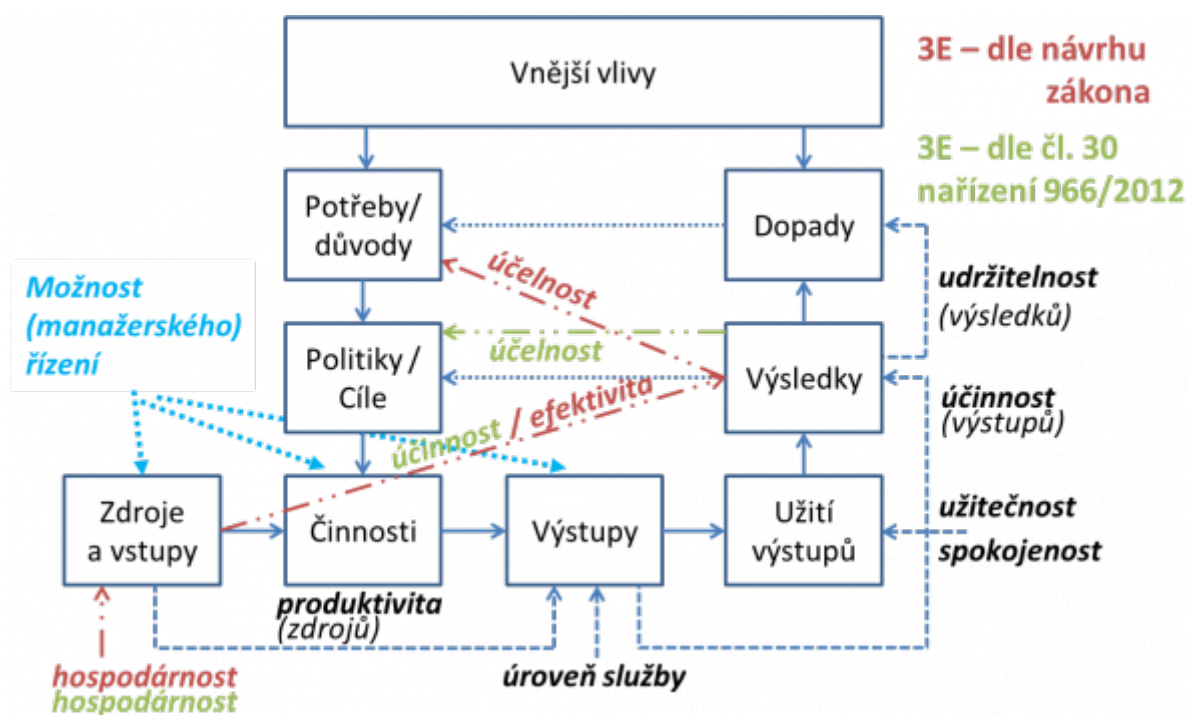 Vnější vlivy
3E – dle návrhu
zákona
3E – dle čl. 30
nařízení 966/2012
Potřeby/
důvody
Dopady
účelnost
Možnost
(manažerského)
řízení
udržitelnost
(výsledků)
účelnost
Politiky /
Cíle
Výsledky
účinnost / efektivita
účinnost
(výstupů)
Zdroje
a vstupy
Činnosti
Výstupy
Užití
výstupů
užitečnost
spokojenost
produktivita
(zdrojů)
hospodárnost
hospodárnost
úroveň služby